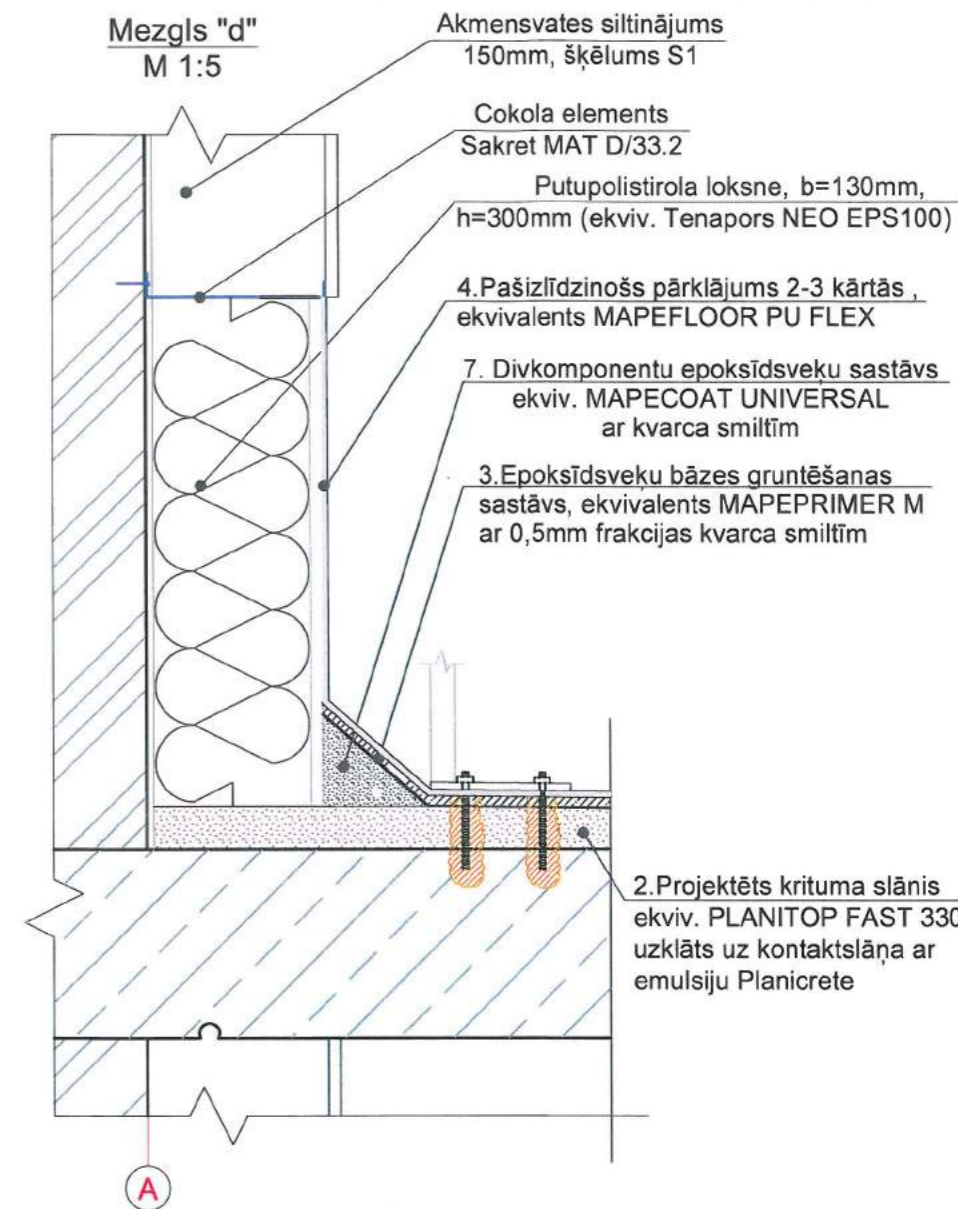 Mezgls "d"
M 1:5
Akmensvates siltinājums
150mm, šķēlums S1
Cokola elements
Sakret MAT D/33.2
Putupolistirola loksne, b=130mm,
h=300mm (ekviv. Tenapors NEO EPS100)
4.Pašizlīdzinošs pārklājums 2-3 kārtās ,
ekvivalents MAPEFLOOR PU FLEX
7. Divkomponentu epoksīdsveķu sastāvs
ekviv. MAPECOAT UNIVERSAL
ar kvarca smiltīm
3.Epoksīdsveķu bāzes gruntēšanas
sastāvs, ekvivalents MAPEPRIMER M
ar 0,5mm frakcijas kvarca smiltīm
2.Projektēts krituma slānis
ekviv. PLANITOP FAST 330
uzklāts uz kontaktslāņa ar
emulsiju Planicrete
A